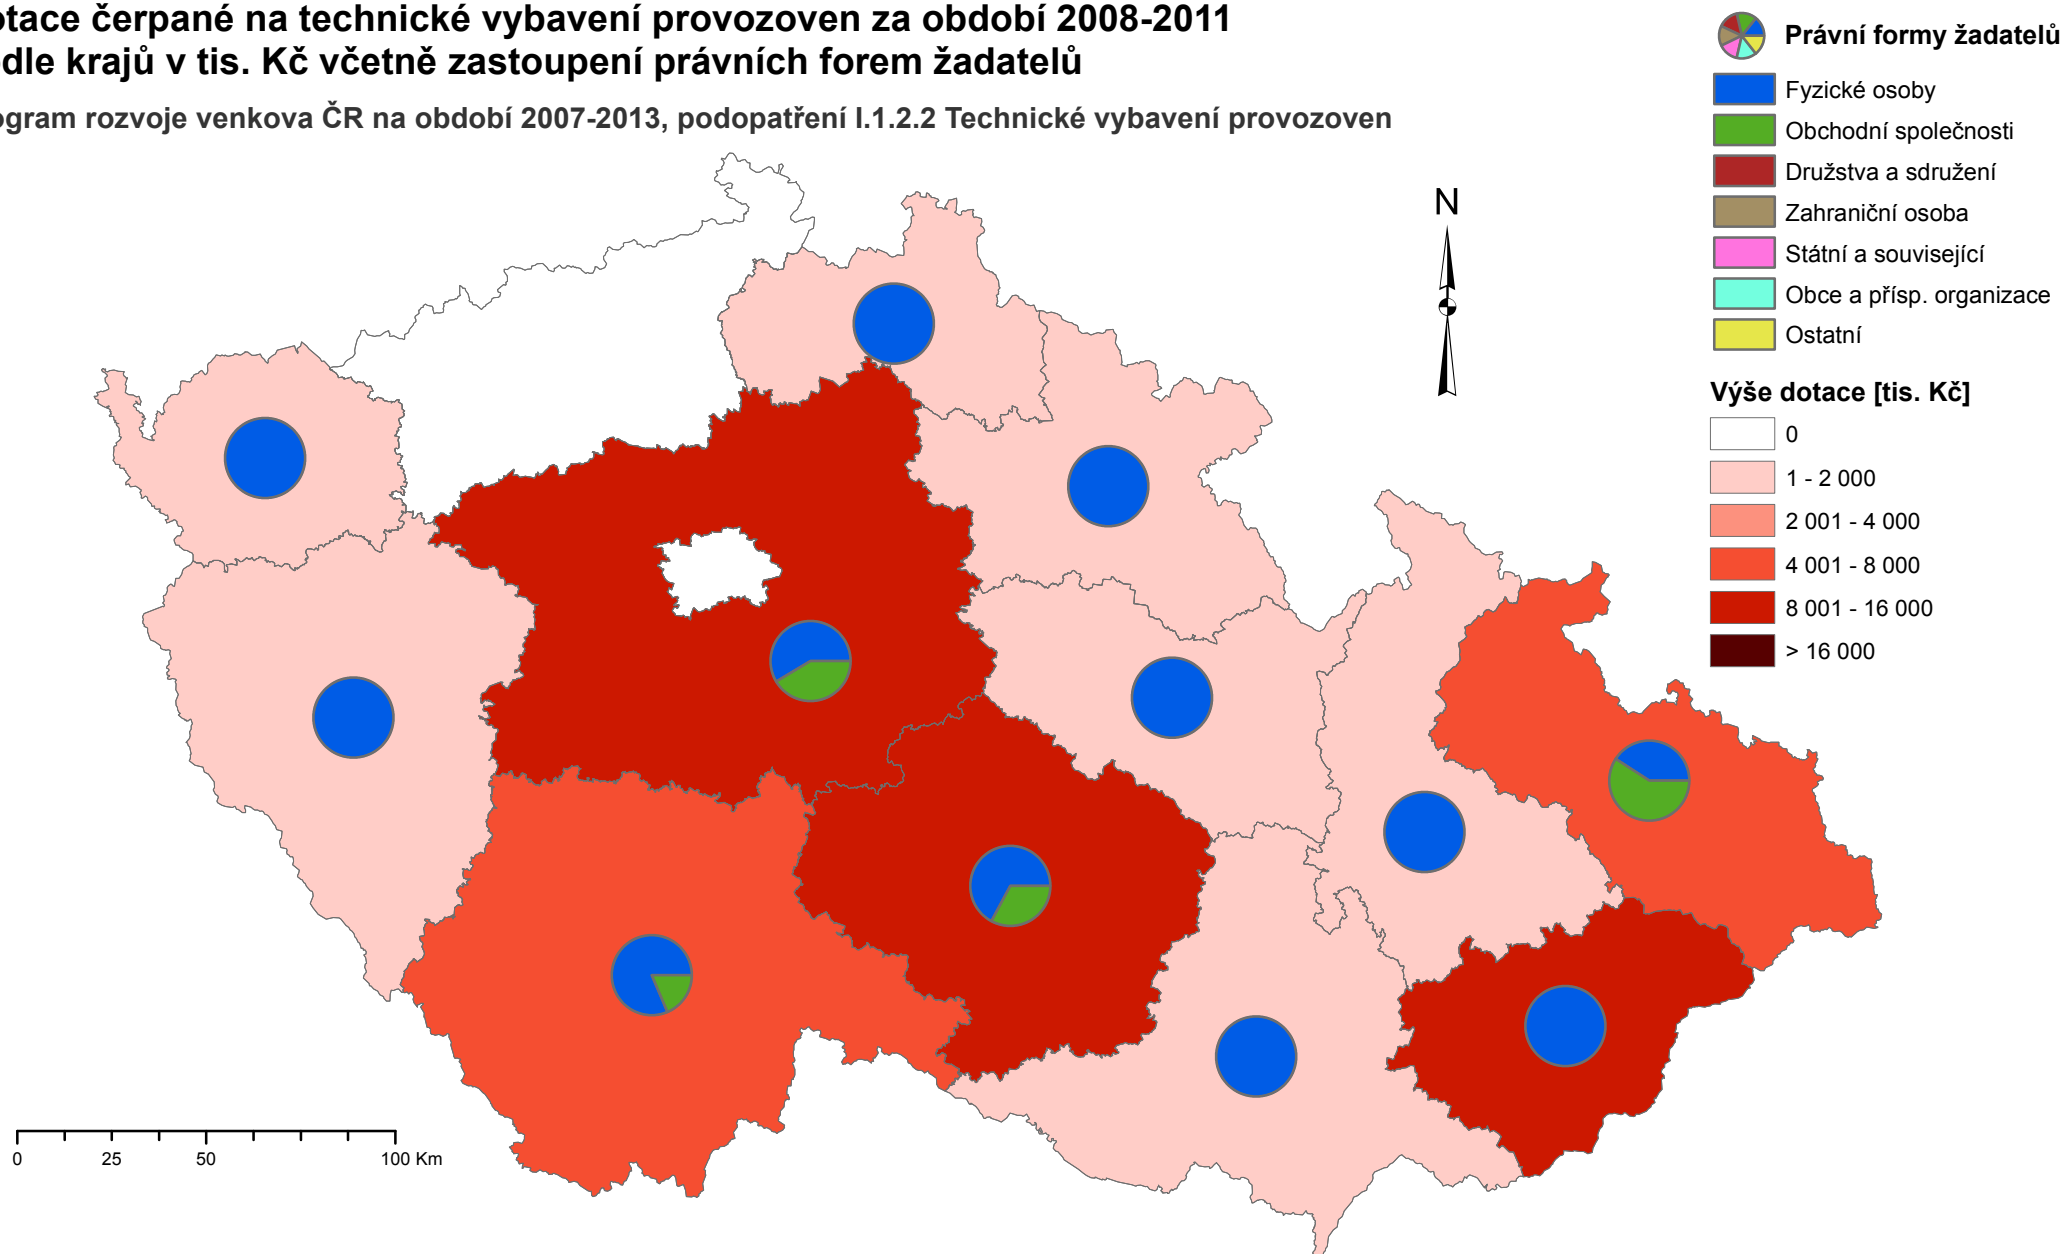 otace čerpané na technické vybavení provozoven za období 2008-2011
dle krajů v tis. Kč včetně zastoupení právních forem žadatelů
ogram rozvoje venkova ČR na období 2007-2013, podopatření I.1.2.2 Technické vybavení provozoven
Právní formy žadatelů
Fyzické osoby
Obchodní společnosti
Družstva a sdružení
Zahraniční osoba
Státní a související
Obce a přísp. organizace
Ostatní
N
Výše dotace [tis. Kč]
0
1 - 2 000
2 001 - 4 000
4 001 - 8 000
8 001 - 16 000
> 16 000
0 25 50 100 Km